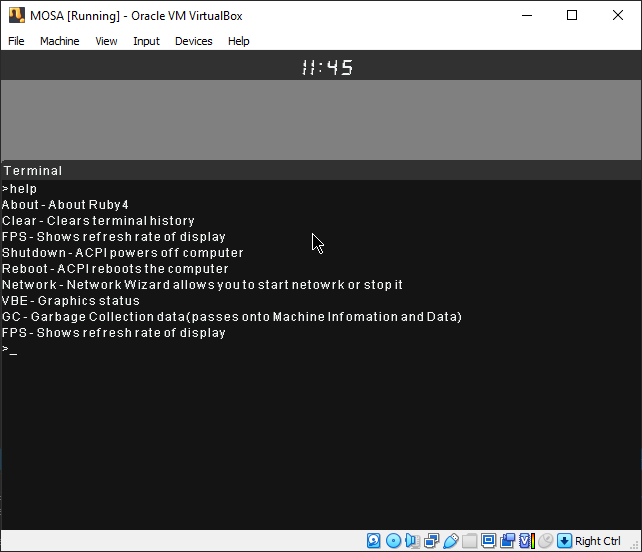 MOSA [Running] - Oracle VM VirtualBox
File Machine View Input Devices Help
11:45
Terminal
>help
About - About Ruby4
Clear - Clears terminal history
FPS - Shows refresh rate of display
Shutdown - ACPI powers off computer
Reboot - ACPI reboots the computer
Network - Network Wizard allows you to start netowrk or stop it
VBE - Graphics status
GC - Garbage Collection data(passes onto Machine Infomation and Data)
FPS - Shows refresh rate of display
>_
Right Ctrl